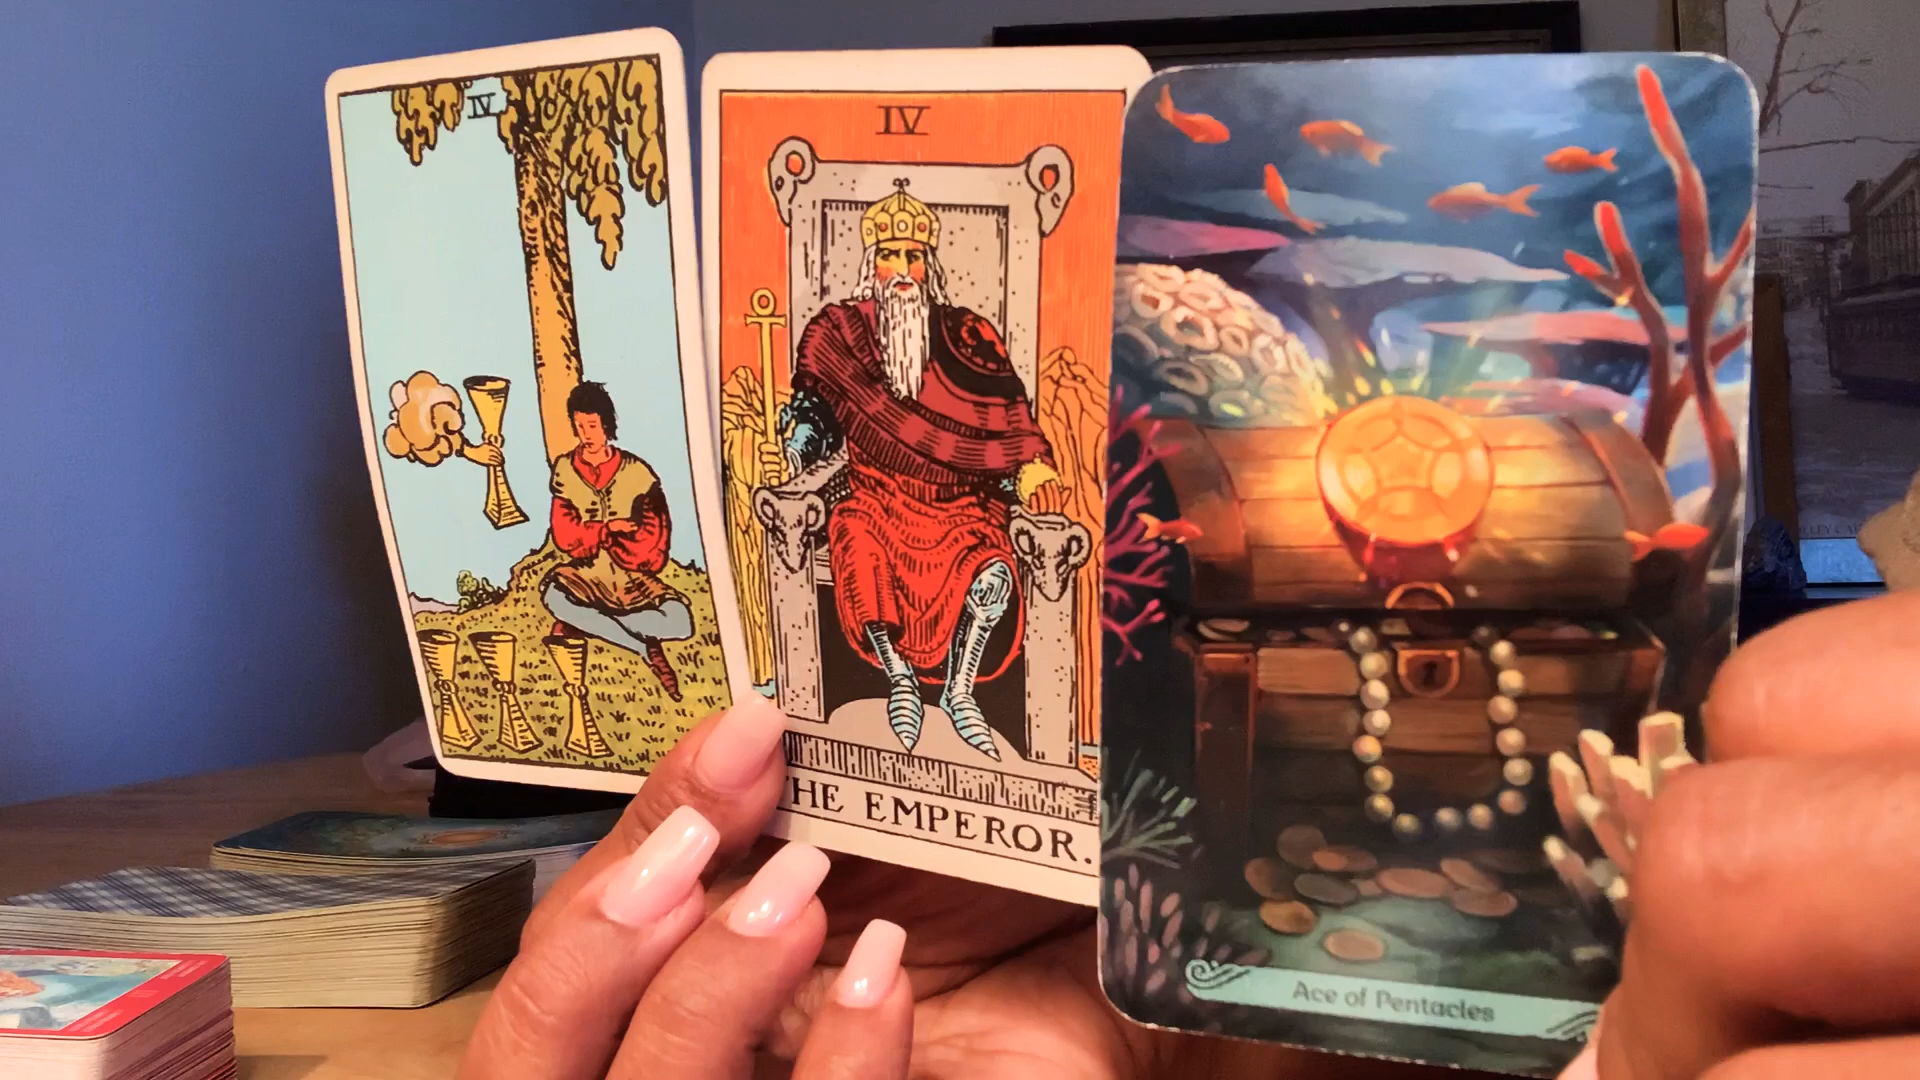 IV
IV
THE EMPEROR.
Ace of Pentacles